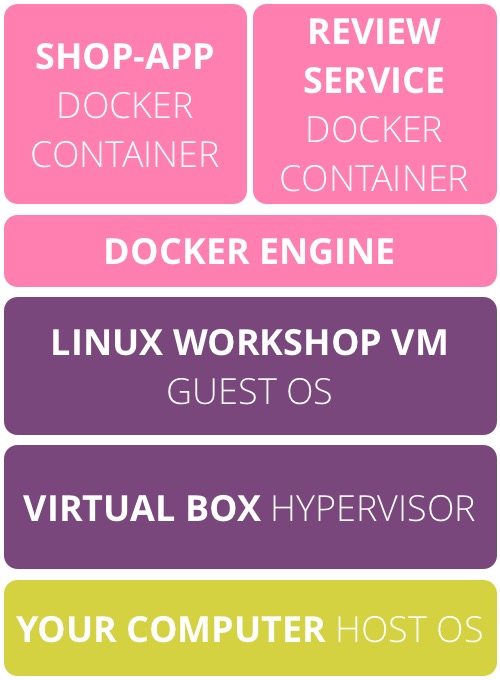 SHOP-APP
DOCKER
CONTAINER
REVIEW
SERVICE
DOCKER
CONTAINER
DOCKER ENGINE
LINUX WORKSHOP VM
GUEST OS
VIRTUAL BOX HYPERVISOR
YOUR COMPUTER HOST OS